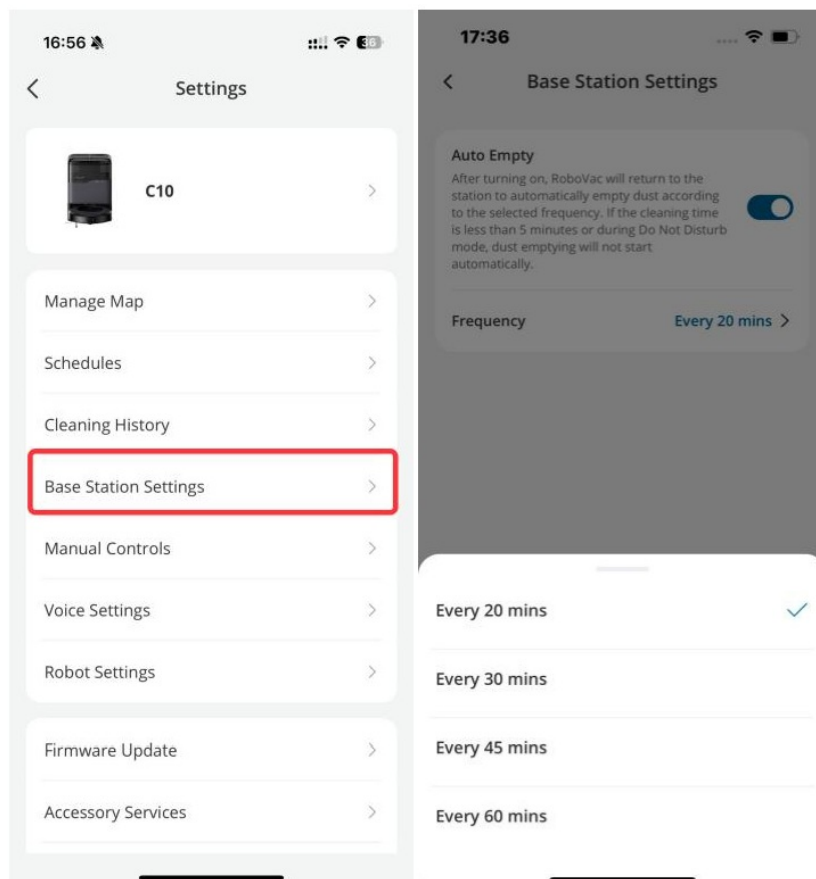 16:56
36
Settings
C10
Manage Map
Schedules
Cleaning History
Base Station Settings
Manual Controls
Voice Settings
Robot Settings
Firmware Update
Accessory Services
17:36
Base Station Settings
Auto Empty
After turning on, RoboVac will return to the
station to automatically empty dust according
to the selected frequency. If the cleaning time
is less than 5 minutes or during Do Not Disturb
mode, dust emptying will not start
automatically.
Frequency
Every 20 mins
Every 20 mins
Every 30 mins
Every 45 mins
Every 60 mins